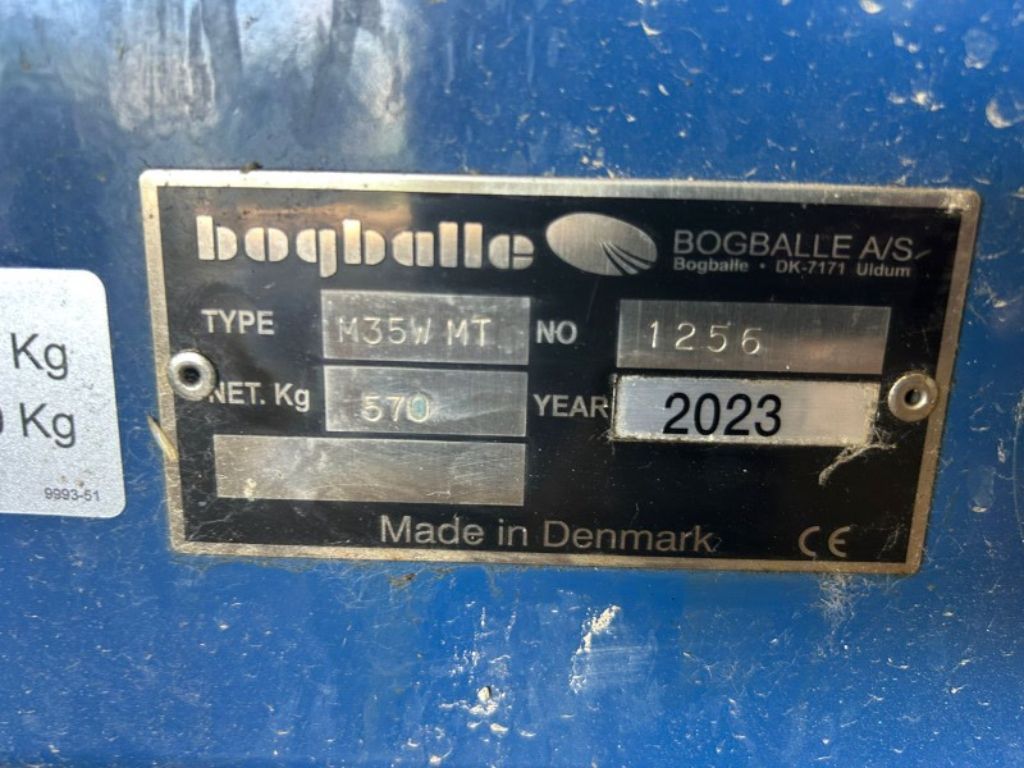 bogballe BOGBALLE A/S
Bogballe • DK-7171 Uldum
TYPE M35W MT NO 1256
NET. Kg 570 YEAR 2023
Made in Denmark CE
Kg
Kg
9993-51